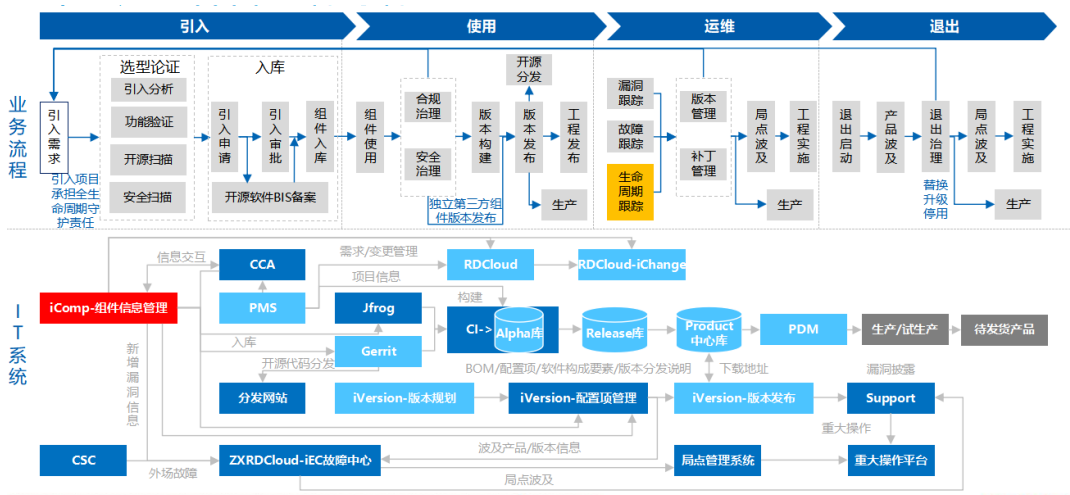 引入
使用
运维
退出
业务流程
引入需求
引入项目
承担全生
命周期守
护责任
选型论证
引入分析
功能验证
开源扫描
安全扫描
入库
引入申请
引入审批
组件入库
开源软件BIS备案
组件使用
合规
治理
安全
治理
版本构建
独立第三方组
件版本发布
开源
分发
版本发布
工程发布
生产
漏洞
跟踪
故障
跟踪
生命
周期
跟踪
版本
管理
补丁
管理
局点波及
工程实施
生产
退出启动
产品波及
退出治理
替换
升级
停用
局点波及
工程实施
生产
IT系统
信息交互
CCA
需求/变更管理
RDCloud
RDCloud-iChange
项目信息
iComp-组件信息管理
PMS
Jfrog
构建
CI->
Alpha库
Release库
Product
中心库
PDM
生产/试生产
待发货产品
入库
Gerrit
新增漏洞信息
开源代码分发
BOM/配置项/软件构成要素/版本分发说明
下载地址
漏洞披露
分发网站
iVersion-版本规划
iVersion-配置项管理
iVersion-版本发布
Support
重大操作
波及产品/版本信息
CSC
外场故障
ZXRDCloud-iEC故障中心
局点波及
局点管理系统
重大操作平台